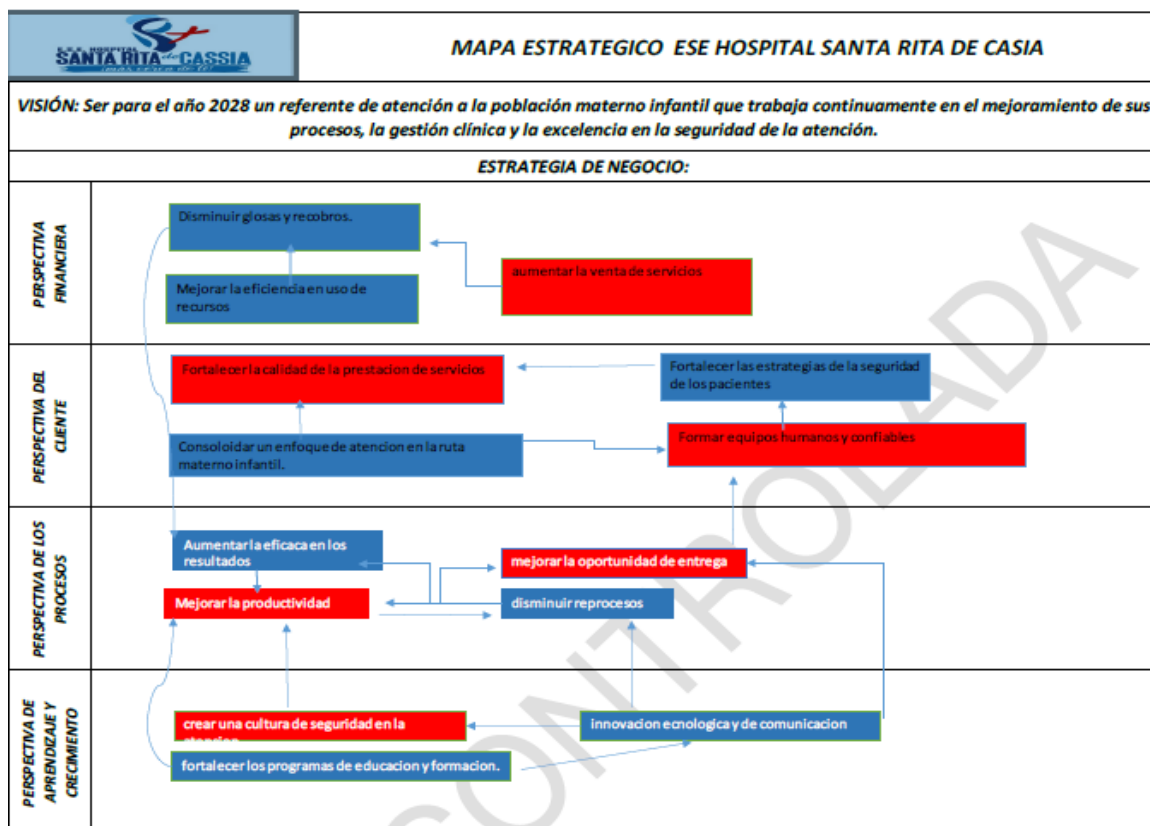 E.S.E. HOSPITAL
SANTA RITA de CASSIA
¡mas cerca de ti!
MAPA ESTRATEGICO ESE HOSPITAL SANTA RITA DE CASIA
VISIÓN: Ser para el año 2028 un referente de atención a la población materno infantil que trabaja continuamente en el mejoramiento de sus
procesos, la gestión clínica y la excelencia en la seguridad de la atención.
ESTRATEGIA DE NEGOCIO:
PERSPECTIVA
FINANCIERA
Disminuir glosas y recobros.
Mejorar la eficiencia en uso de
recursos
aumentar la venta de servicios
PERSPECTIVA DEL
CLIENTE
Fortalecer la calidad de la prestacion de servicios
Fortalecer las estrategias de la seguridad
de los pacientes
Consoloidar un enfoque de atencion en la ruta
materno infantil.
Formar equipos humanos y confiables
PERSPECTIVA DE LOS
PROCESOS
Aumentar la eficaca en los
resultados
mejorar la oportunidad de entrega
Mejorar la productividad
disminuir reprocesos
PERSPECTIVA DE
APRENDIZAJE Y
CRECIMIENTO
crear una cultura de seguridad en la
atencion
innovacion ecnologica y de comunicacion
fortalecer los programas de educacion y formacion.
CONTROLADA